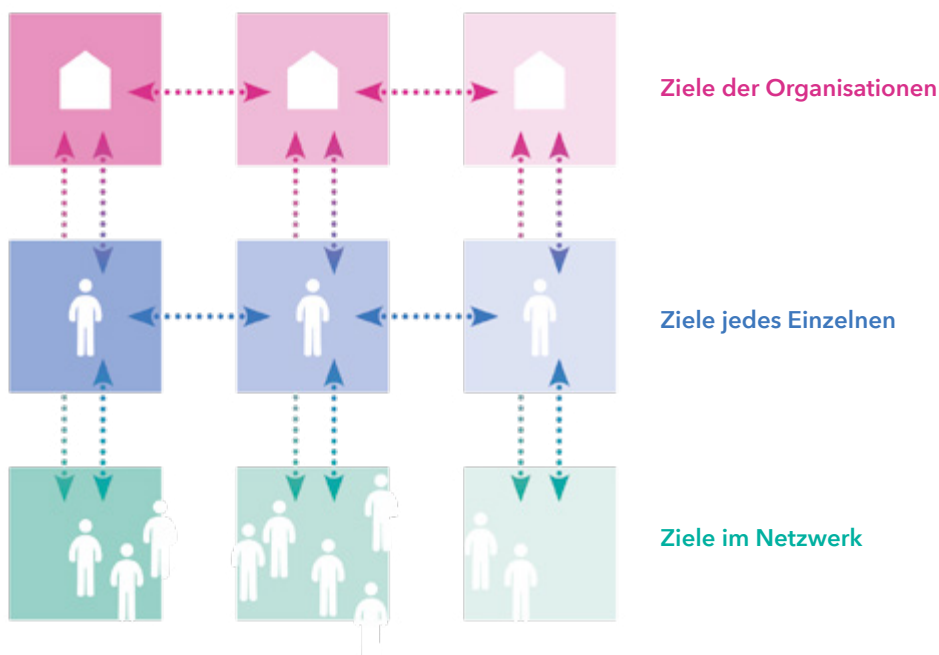 Ziele der Organisationen
Ziele jedes Einzelnen
Ziele im Netzwerk